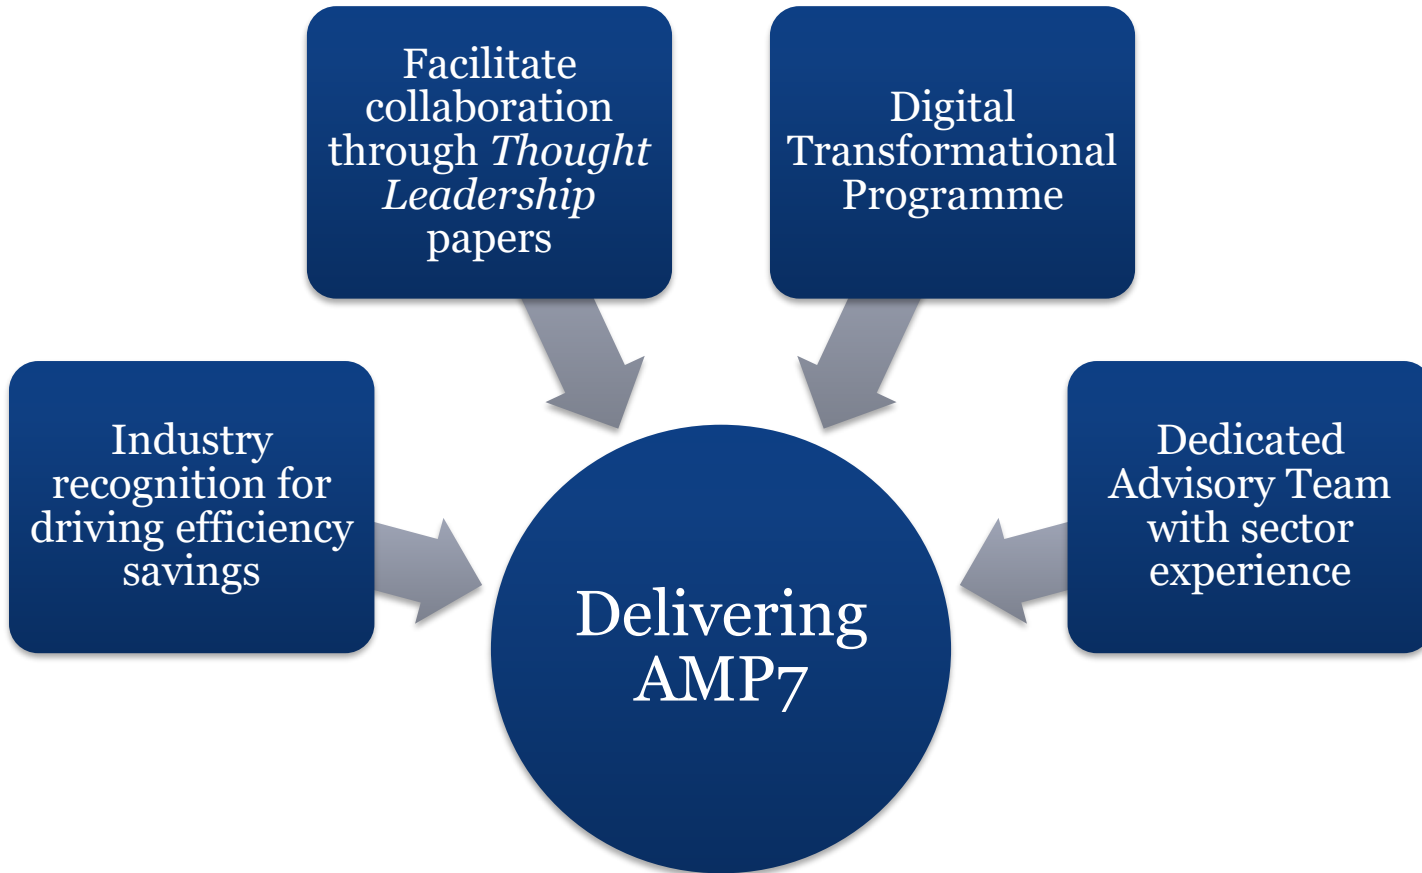 Facilitate
collaboration
through Thought
Leadership
papers
Digital
Transformational
Programme
Industry
recognition for
driving efficiency
savings
Dedicated
Advisory Team
with sector
experience
Delivering
AMP7